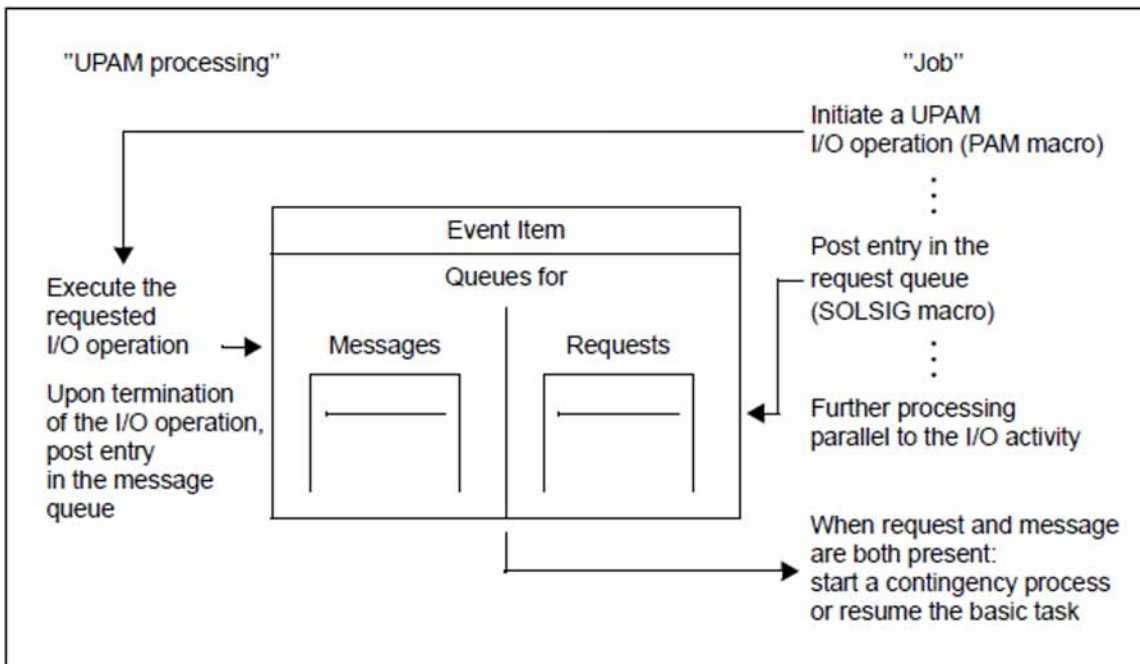 "UPAM processing"
"Job"
Initiate a UPAM
I/O operation (PAM macro)
Event Item
Queues for
Messages
Requests
Execute the
requested
I/O operation
Upon termination
of the I/O operation,
post entry
in the message
queue
Post entry in the
request queue
(SOLSIG macro)
Further processing
parallel to the I/O activity
When request and message
are both present:
start a contingency process
or resume the basic task